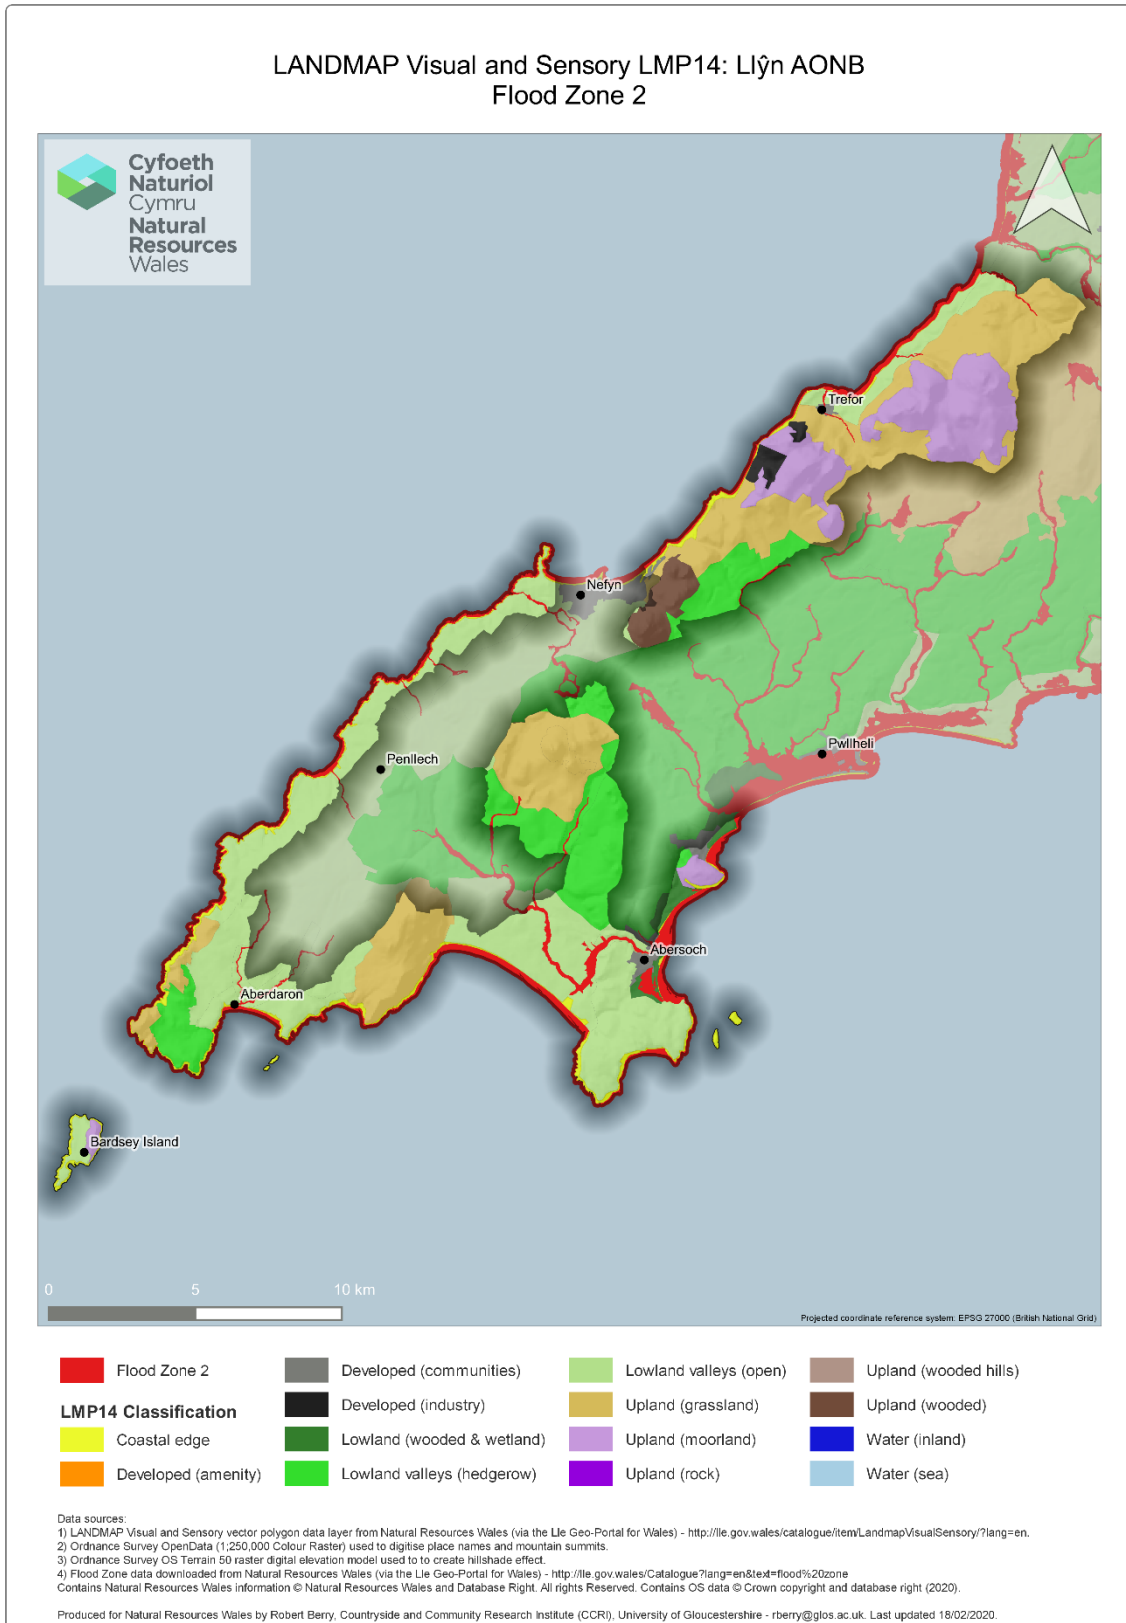 LANDMAP Visual and Sensory LMP14: Llŷn AONB
Flood Zone 2
Cyfoeth
Naturiol
Cymru
Natural
Resources
Wales
Trefor
Nefyn
Pwllheli
Penllech
Abersoch
Aberdaron
Bardsey Island
0 5 10 km
Projected coordinate reference system: EPSG 27000 (British National Grid)
Flood Zone 2
LMP14 Classification
Coastal edge
Developed (amenity)
Developed (communities)
Developed (industry)
Lowland (wooded & wetland)
Lowland valleys (hedgerow)
Lowland valleys (open)
Upland (grassland)
Upland (moorland)
Upland (rock)
Upland (wooded hills)
Upland (wooded)
Water (inland)
Water (sea)
Data sources:
1) LANDMAP Visual and Sensory vector polygon data layer from Natural Resources Wales (via the Lle Geo-Portal for Wales) - http://lle.gov.wales/catalogue/item/LandmapVisualSensory/?lang=en.
2) Ordnance Survey OpenData (1;250,000 Colour Raster) used to digitise place names and mountain summits.
3) Ordnance Survey OS Terrain 50 raster digital elevation model used to to create hillshade effect.
4) Flood Zone data downloaded from Natural Resources Wales (via the Lle Geo-Portal for Wales) - http://lle.gov.wales/Catalogue?lang=en&text=flood%20zone
Contains Natural Resources Wales information © Natural Resources Wales and Database Right. All rights Reserved. Contains OS data © Crown copyright and database right (2020).
Produced for Natural Resources Wales by Robert Berry, Countryside and Community Research Institute (CCRI), University of Gloucestershire - rberry@glos.ac.uk. Last updated 18/02/2020.